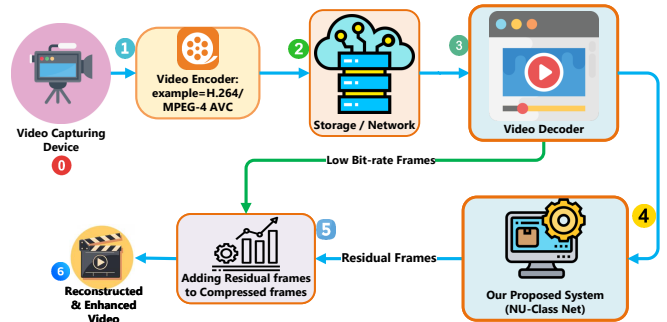 1
Video Encoder:
example=H.264/
MPEG-4 AVC
2
Storage / Network
3
Video Decoder
Video Capturing
Device
0
Low Bit-rate Frames
4
5
Adding Residual frames
to Compressed frames
Residual Frames
Our Proposed System
(NU-Class Net)
6
Reconstructed
& Enhanced
Video